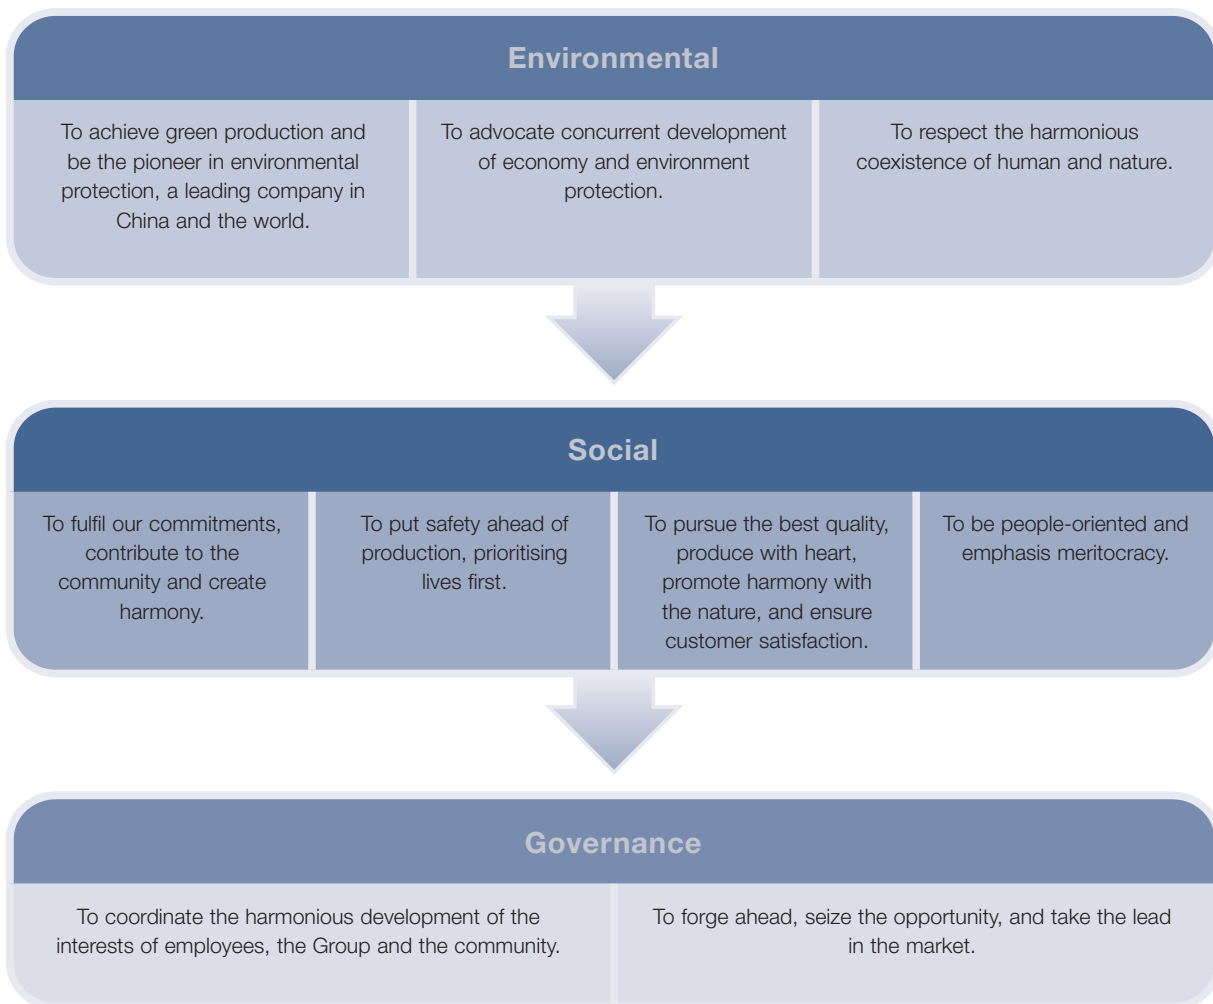 Environmental
To achieve green production and
be the pioneer in environmental
protection, a leading company in
China and the world.
To advocate concurrent development
of economy and environment
protection.
To respect the harmonious
coexistence of human and nature.
Social
To fulfil our commitments,
contribute to the
community and create
harmony.
To put safety ahead of
production, prioritising
lives first.
To pursue the best quality,
produce with heart,
promote harmony with
the nature, and ensure
customer satisfaction.
To be people-oriented and
emphasis meritocracy.
Governance
To coordinate the harmonious development of the
interests of employees, the Group and the community.
To forge ahead, seize the opportunity, and take the lead
in the market.